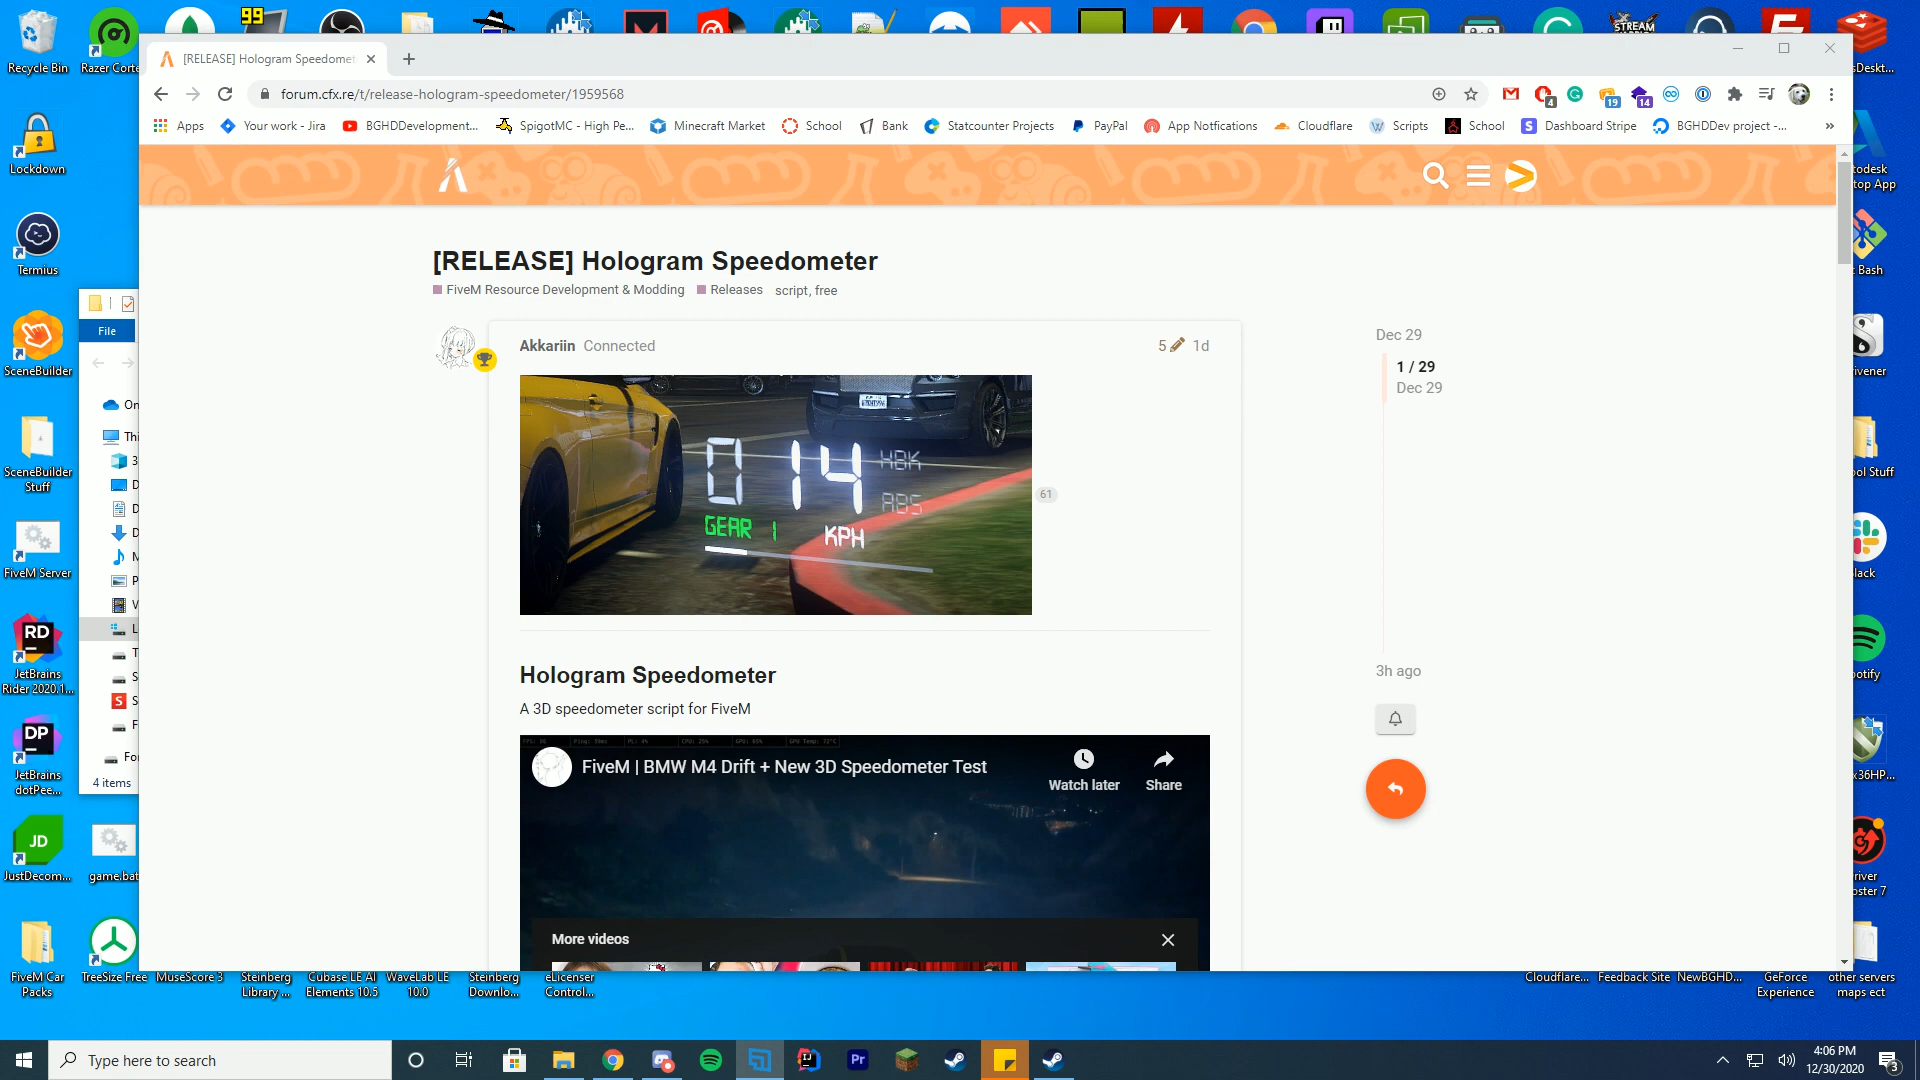 99
Recycle Bin
Razer Corte
Lockdown
Termius
SceneBuilder
SceneBuilder
Stuff
FiveM Server
JetBrains
Rider 2020.1...
JetBrains
dotPee...
JustDecom...
game.bat
FiveM Car
Packs
TreeSize Free
MuseScore 3
Steinberg
Library ...
Cubase LE AI
Elements 10.5
WaveLab LE
10.0
Steinberg
Downlo...
eLicenser
Control...
File
4 items
[RELEASE] Hologram Speedomet
forum.cfx.re/t/release-hologram-speedometer/1959568
4
19
14
Apps
Your work - Jira
BGHDDevelopment...
SpigotMC - High Pe...
Minecraft Market
School
Bank
Statcounter Projects
PayPal
App Notfications
Cloudflare
Scripts
School
Dashboard Stripe
BGHDDev project -...
»
[RELEASE] Hologram Speedometer
FiveM Resource Development & Modding
Releases
script, free
Akkariin Connected
5
1d
014
HBK
ABS
GEAR 1
KPH
61
Hologram Speedometer
A 3D speedometer script for FiveM
FiveM | BMW M4 Drift + New 3D Speedometer Test
Watch later
Share
More videos
Dec 29
1 / 29
Dec 29
3h ago
Cloudflare...
Feedback Site
NewBGHD...
GeForce
Experience
other servers
maps ect
Type here to search
4:06 PM
12/30/2020
3